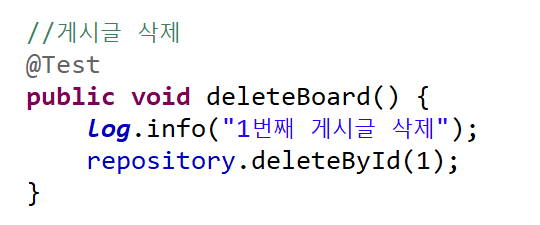 //게시글 삭제
@Test
public void deleteBoard() {
    log.info("1번째 게시글 삭제");
    repository.deleteById(1);
}